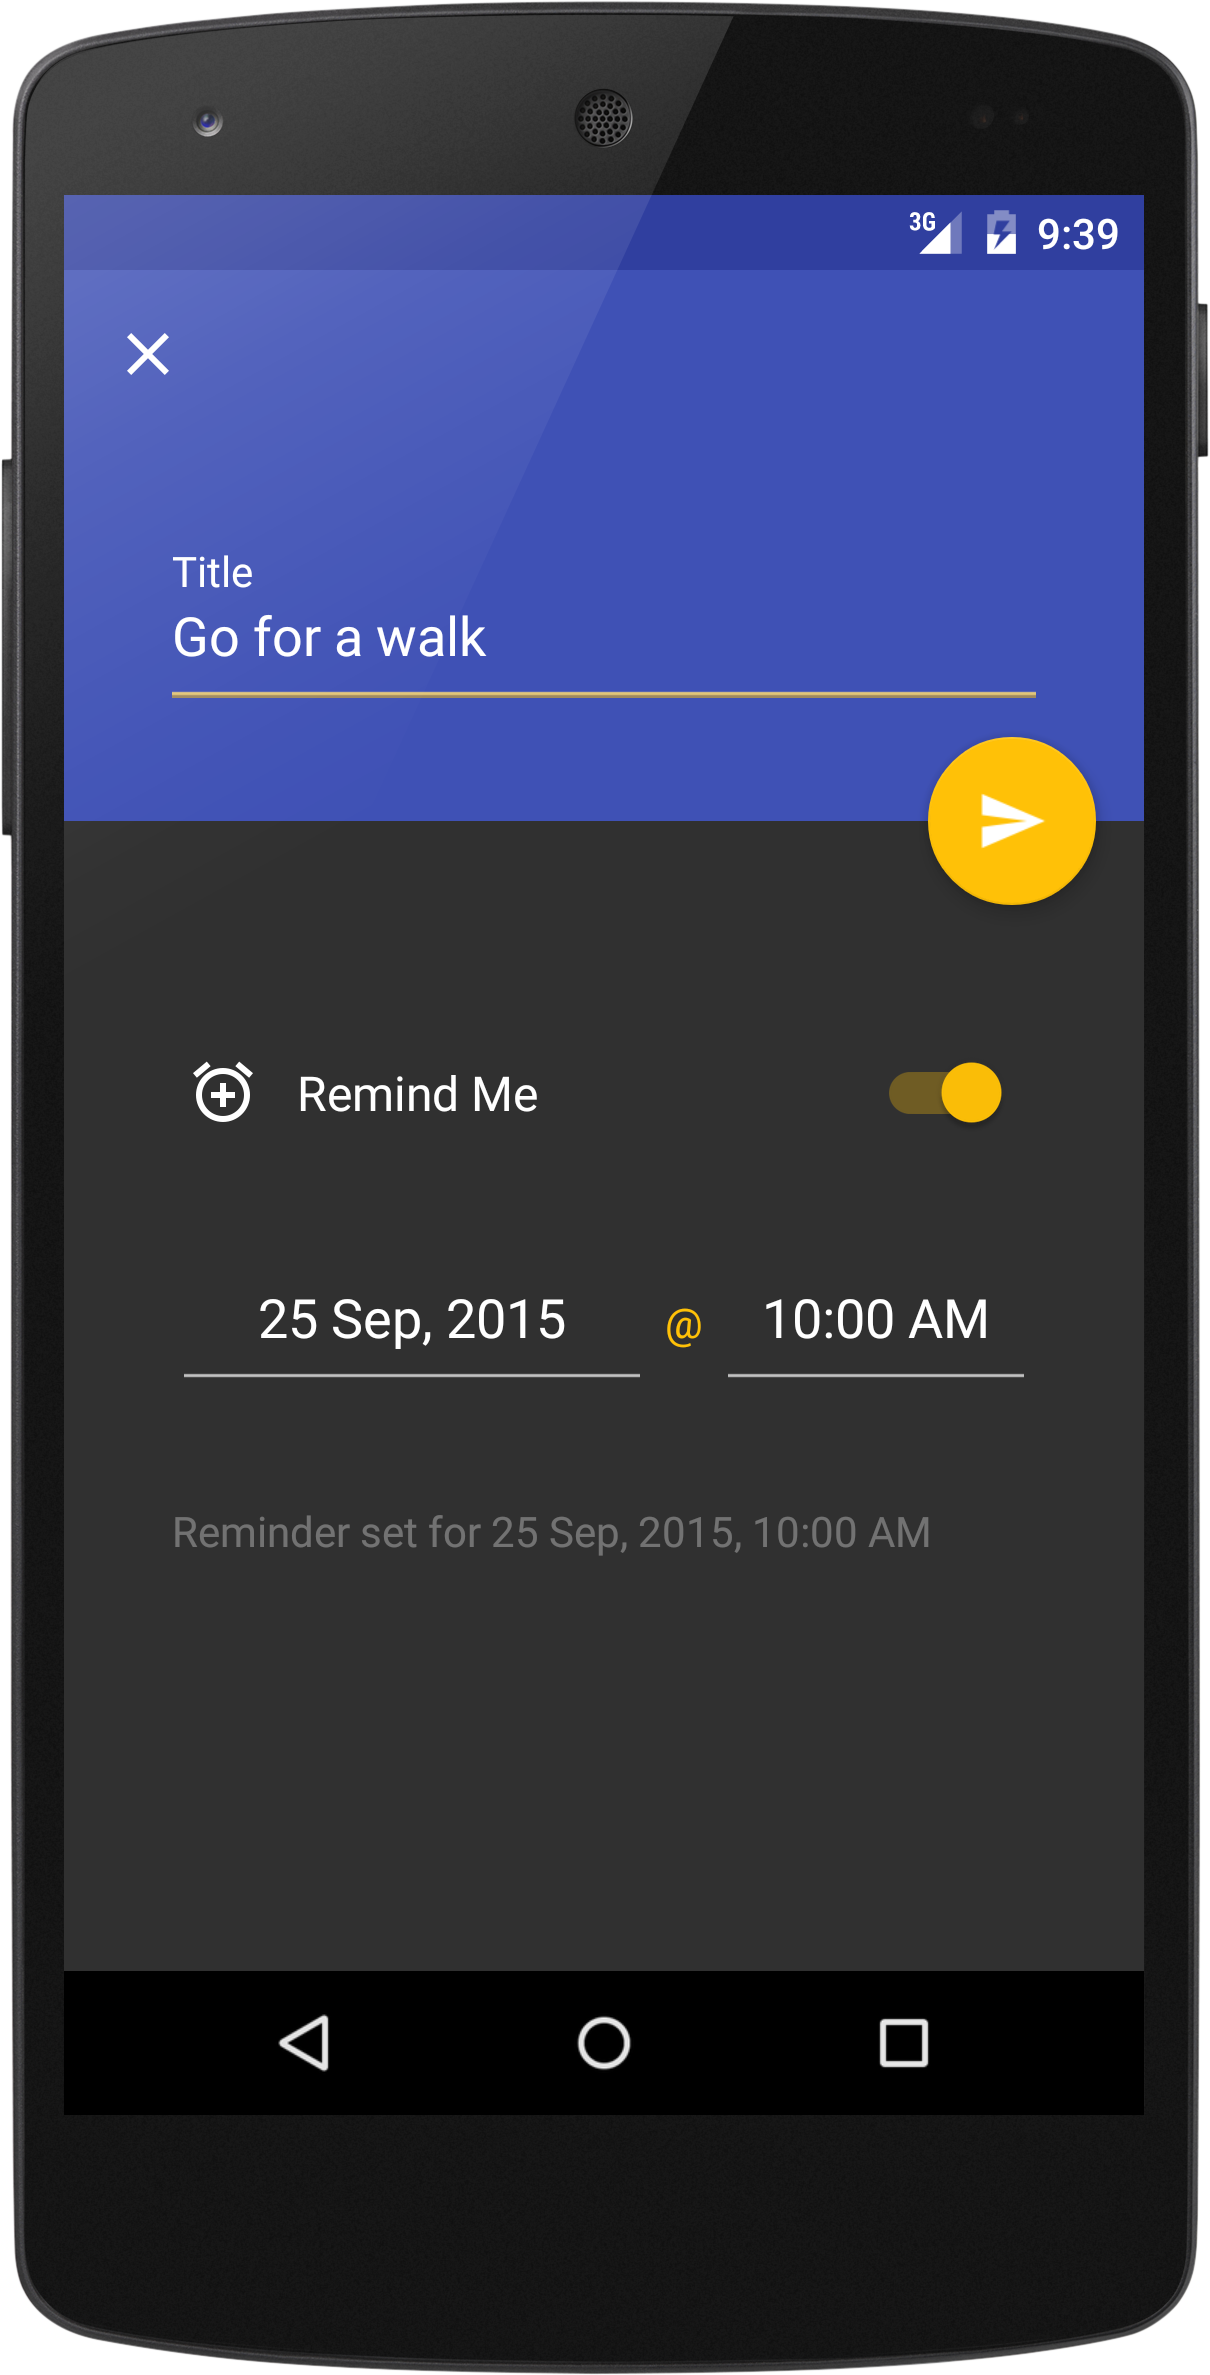 3G 9:39
Title
Go for a walk
Remind Me
25 Sep, 2015 @ 10:00 AM
Reminder set for 25 Sep, 2015, 10:00 AM